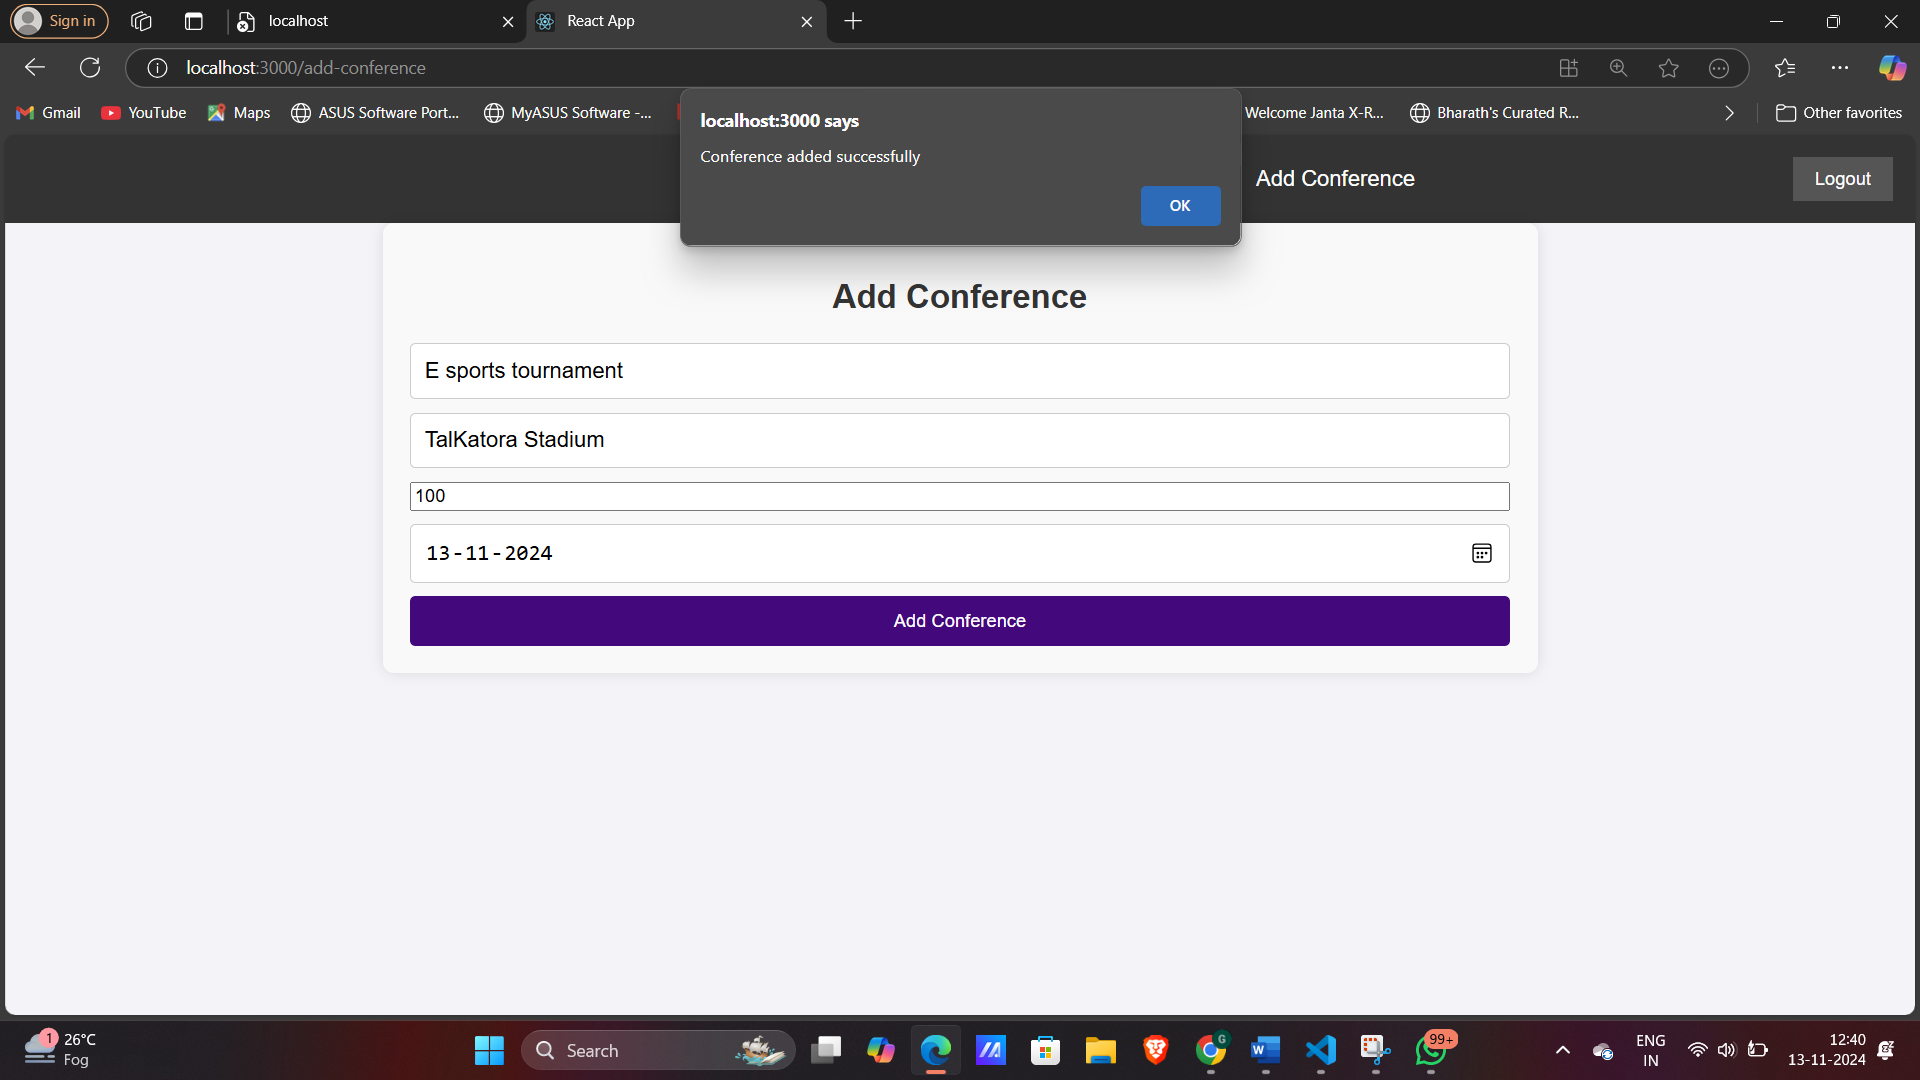 Sign in
localhost
React App
localhost:3000/add-conference
Gmail
YouTube
Maps
ASUS Software Port...
MyASUS Software -...
Welcome Janta X-R...
Bharath's Curated R...
Other favorites
localhost:3000 says
Conference added successfully
OK
Add Conference
Logout
Add Conference
E sports tournament
TalKatora Stadium
100
13-11-2024
Add Conference
1
26°C
Fog
Search
G
W
99+
ENG
IN
12:40
13-11-2024